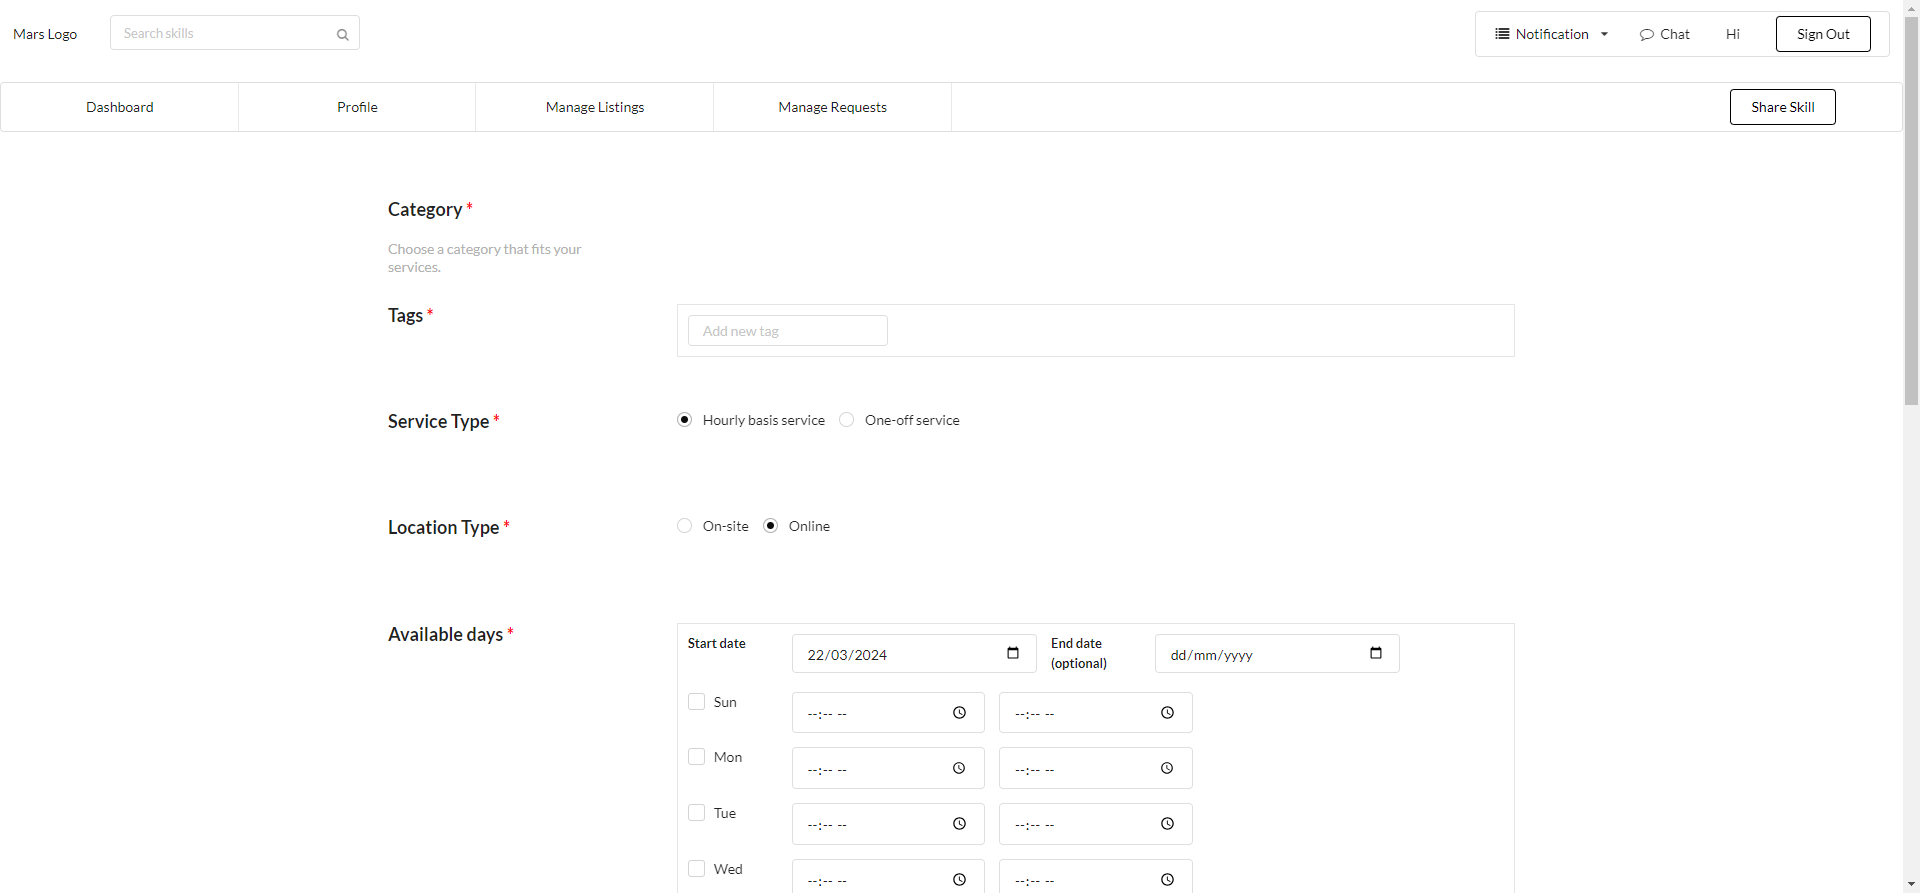 Mars Logo
Search skills
Notification
Chat
Hi
Sign Out
Dashboard
Profile
Manage Listings
Manage Requests
Share Skill
Category *
Choose a category that fits your
services.
Tags *
Add new tag
Service Type *
Hourly basis service
One-off service
Location Type *
On-site
Online
Available days *
Start date
22/03/2024
End date
(optional)
dd/mm/yyyy
Sun
--:-- --
--:-- --
Mon
--:-- --
--:-- --
Tue
--:-- --
--:-- --
Wed
--:-- --
--:-- --